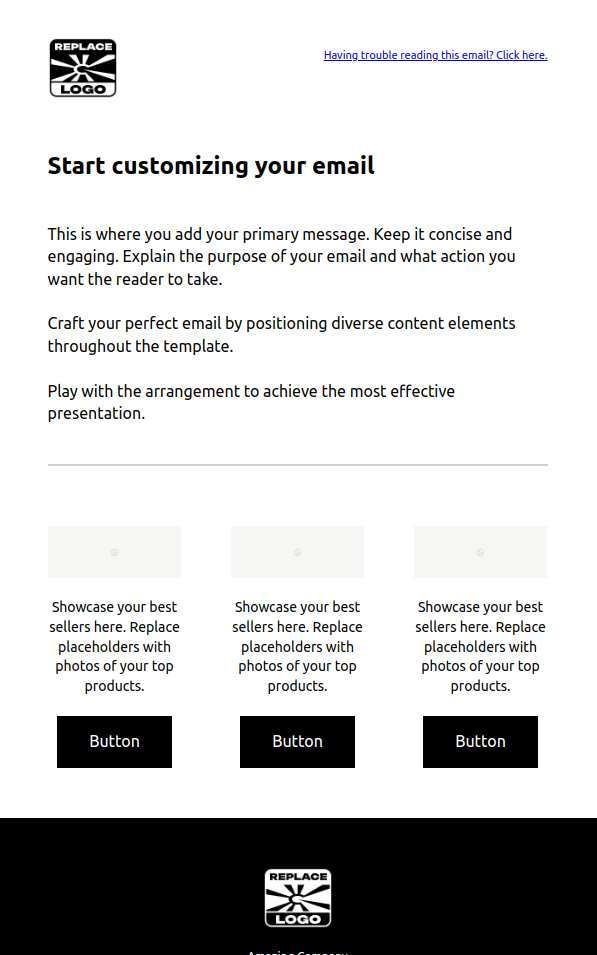 REPLACE
LOGO
Having trouble reading this email? Click here.
Start customizing your email
This is where you add your primary message. Keep it concise and
engaging. Explain the purpose of your email and what action you
want the reader to take.
Craft your perfect email by positioning diverse content elements
throughout the template.
Play with the arrangement to achieve the most effective
presentation.
Showcase your best
sellers here. Replace
placeholders with
photos of your top
products.
Button
Showcase your best
sellers here. Replace
placeholders with
photos of your top
products.
Button
Showcase your best
sellers here. Replace
placeholders with
photos of your top
products.
Button
REPLACE
LOGO
Amazing Company